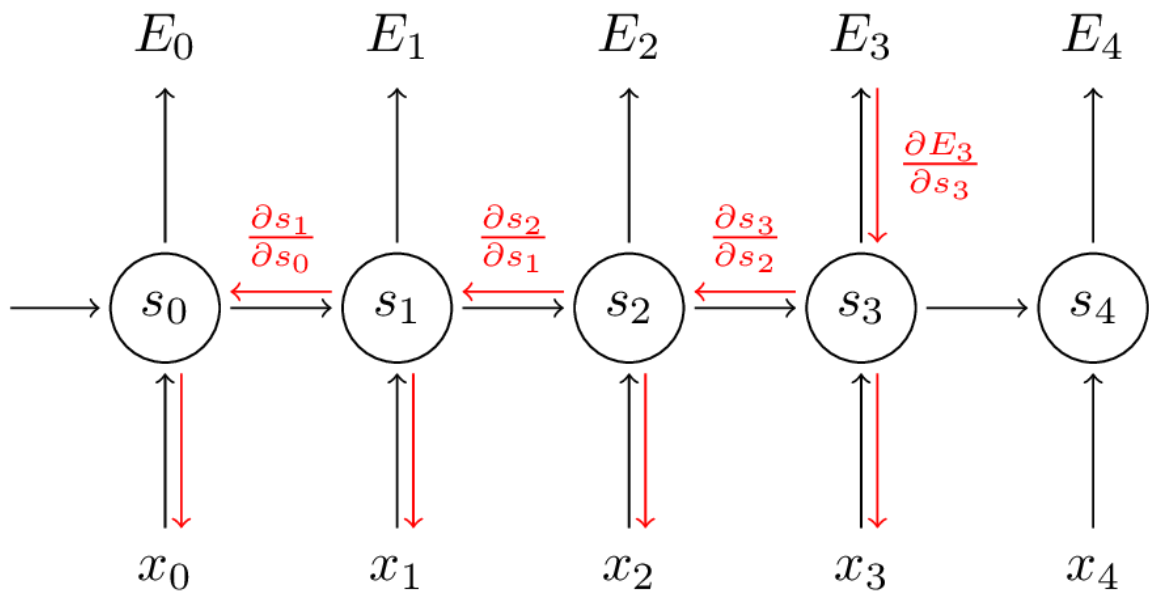 E₀ E₁ E₂ E₃ E₄
∂E₃/∂s₃
∂s₁/∂s₀ ∂s₂/∂s₁ ∂s₃/∂s₂
s₀ s₁ s₂ s₃ s₄
x₀ x₁ x₂ x₃ x₄